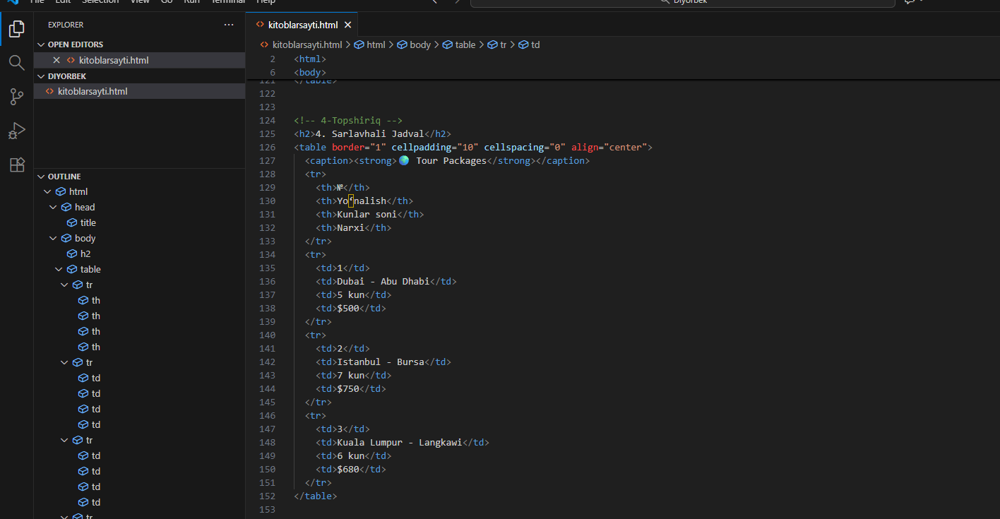 File Edit Selection View Go Run Terminal Help
Diyorbek
EXPLORER
OPEN EDITORS
kitoblarsayti.html
DIYORBEK
kitoblarsayti.html
OUTLINE
html
head
title
body
h2
table
tr
th
th
th
th
tr
td
td
td
td
tr
td
td
td
td
tr
kitoblarsayti.html
kitoblarsayti.html > html > body > table > tr > td
2 <html>
6 <body>
121 </table>
122
123
124 <!-- 4-Topshiriq -->
125 <h2>4. Sarlavhali Jadval</h2>
126 <table border="1" cellpadding="10" cellspacing="0" align="center">
127 <caption><strong>🌍 Tour Packages</strong></caption>
128 <tr>
129 <th>№</th>
130 <th>Yo‘nalish</th>
131 <th>Kunlar soni</th>
132 <th>Narxi</th>
133 </tr>
134 <tr>
135 <td>1</td>
136 <td>Dubai - Abu Dhabi</td>
137 <td>5 kun</td>
138 <td>$500</td>
139 </tr>
140 <tr>
141 <td>2</td>
142 <td>Istanbul - Bursa</td>
143 <td>7 kun</td>
144 <td>$750</td>
145 </tr>
146 <tr>
147 <td>3</td>
148 <td>Kuala Lumpur - Langkawi</td>
149 <td>6 kun</td>
150 <td>$680</td>
151 </tr>
152 </table>
153